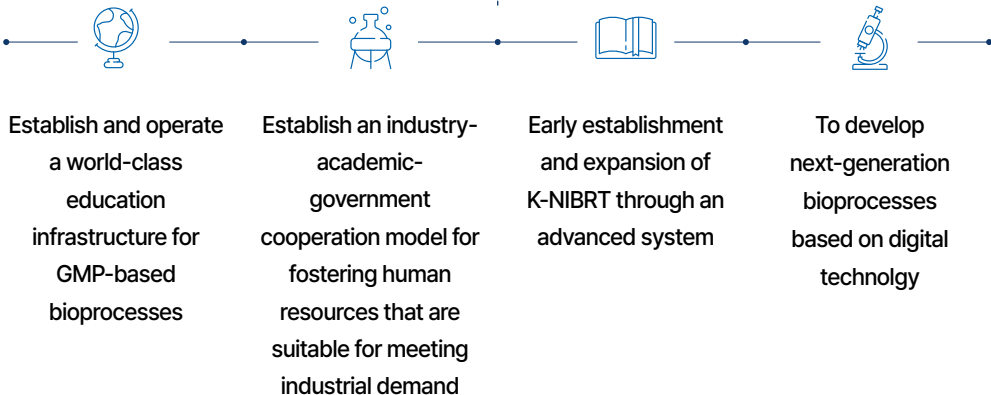 Establish and operate
a world-class
education
infrastructure for
GMP-based
bioprocesses
Establish an industry-
academic-
government
cooperation model for
fostering human
resources that are
suitable for meeting
industrial demand
Early establishment
and expansion of
K-NIBRT through an
advanced system
To develop
next-generation
bioprocesses
based on digital
technolgy